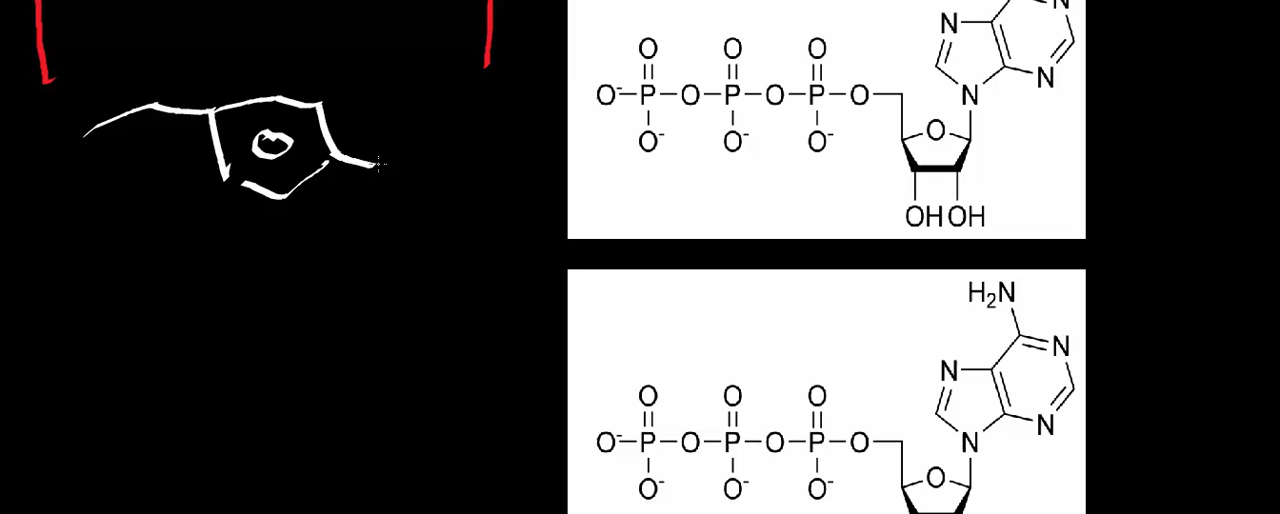 N N
O O O N
O⁻ P O P O P O N
O⁻ O⁻ O⁻ O
OH OH
H₂N
N
N
O O O N
O⁻ P O P O P O N
O⁻ O⁻ O⁻ O